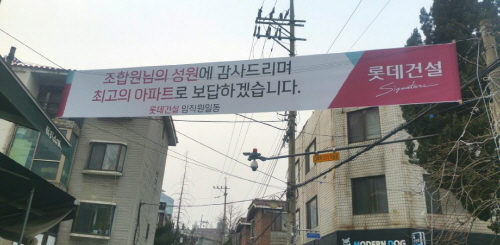 조합원님의 성원에 감사드리며
최고의 아파트로 보답하겠습니다.
롯데건설 임직원일동
롯데건설
Signature
MODERN DOG